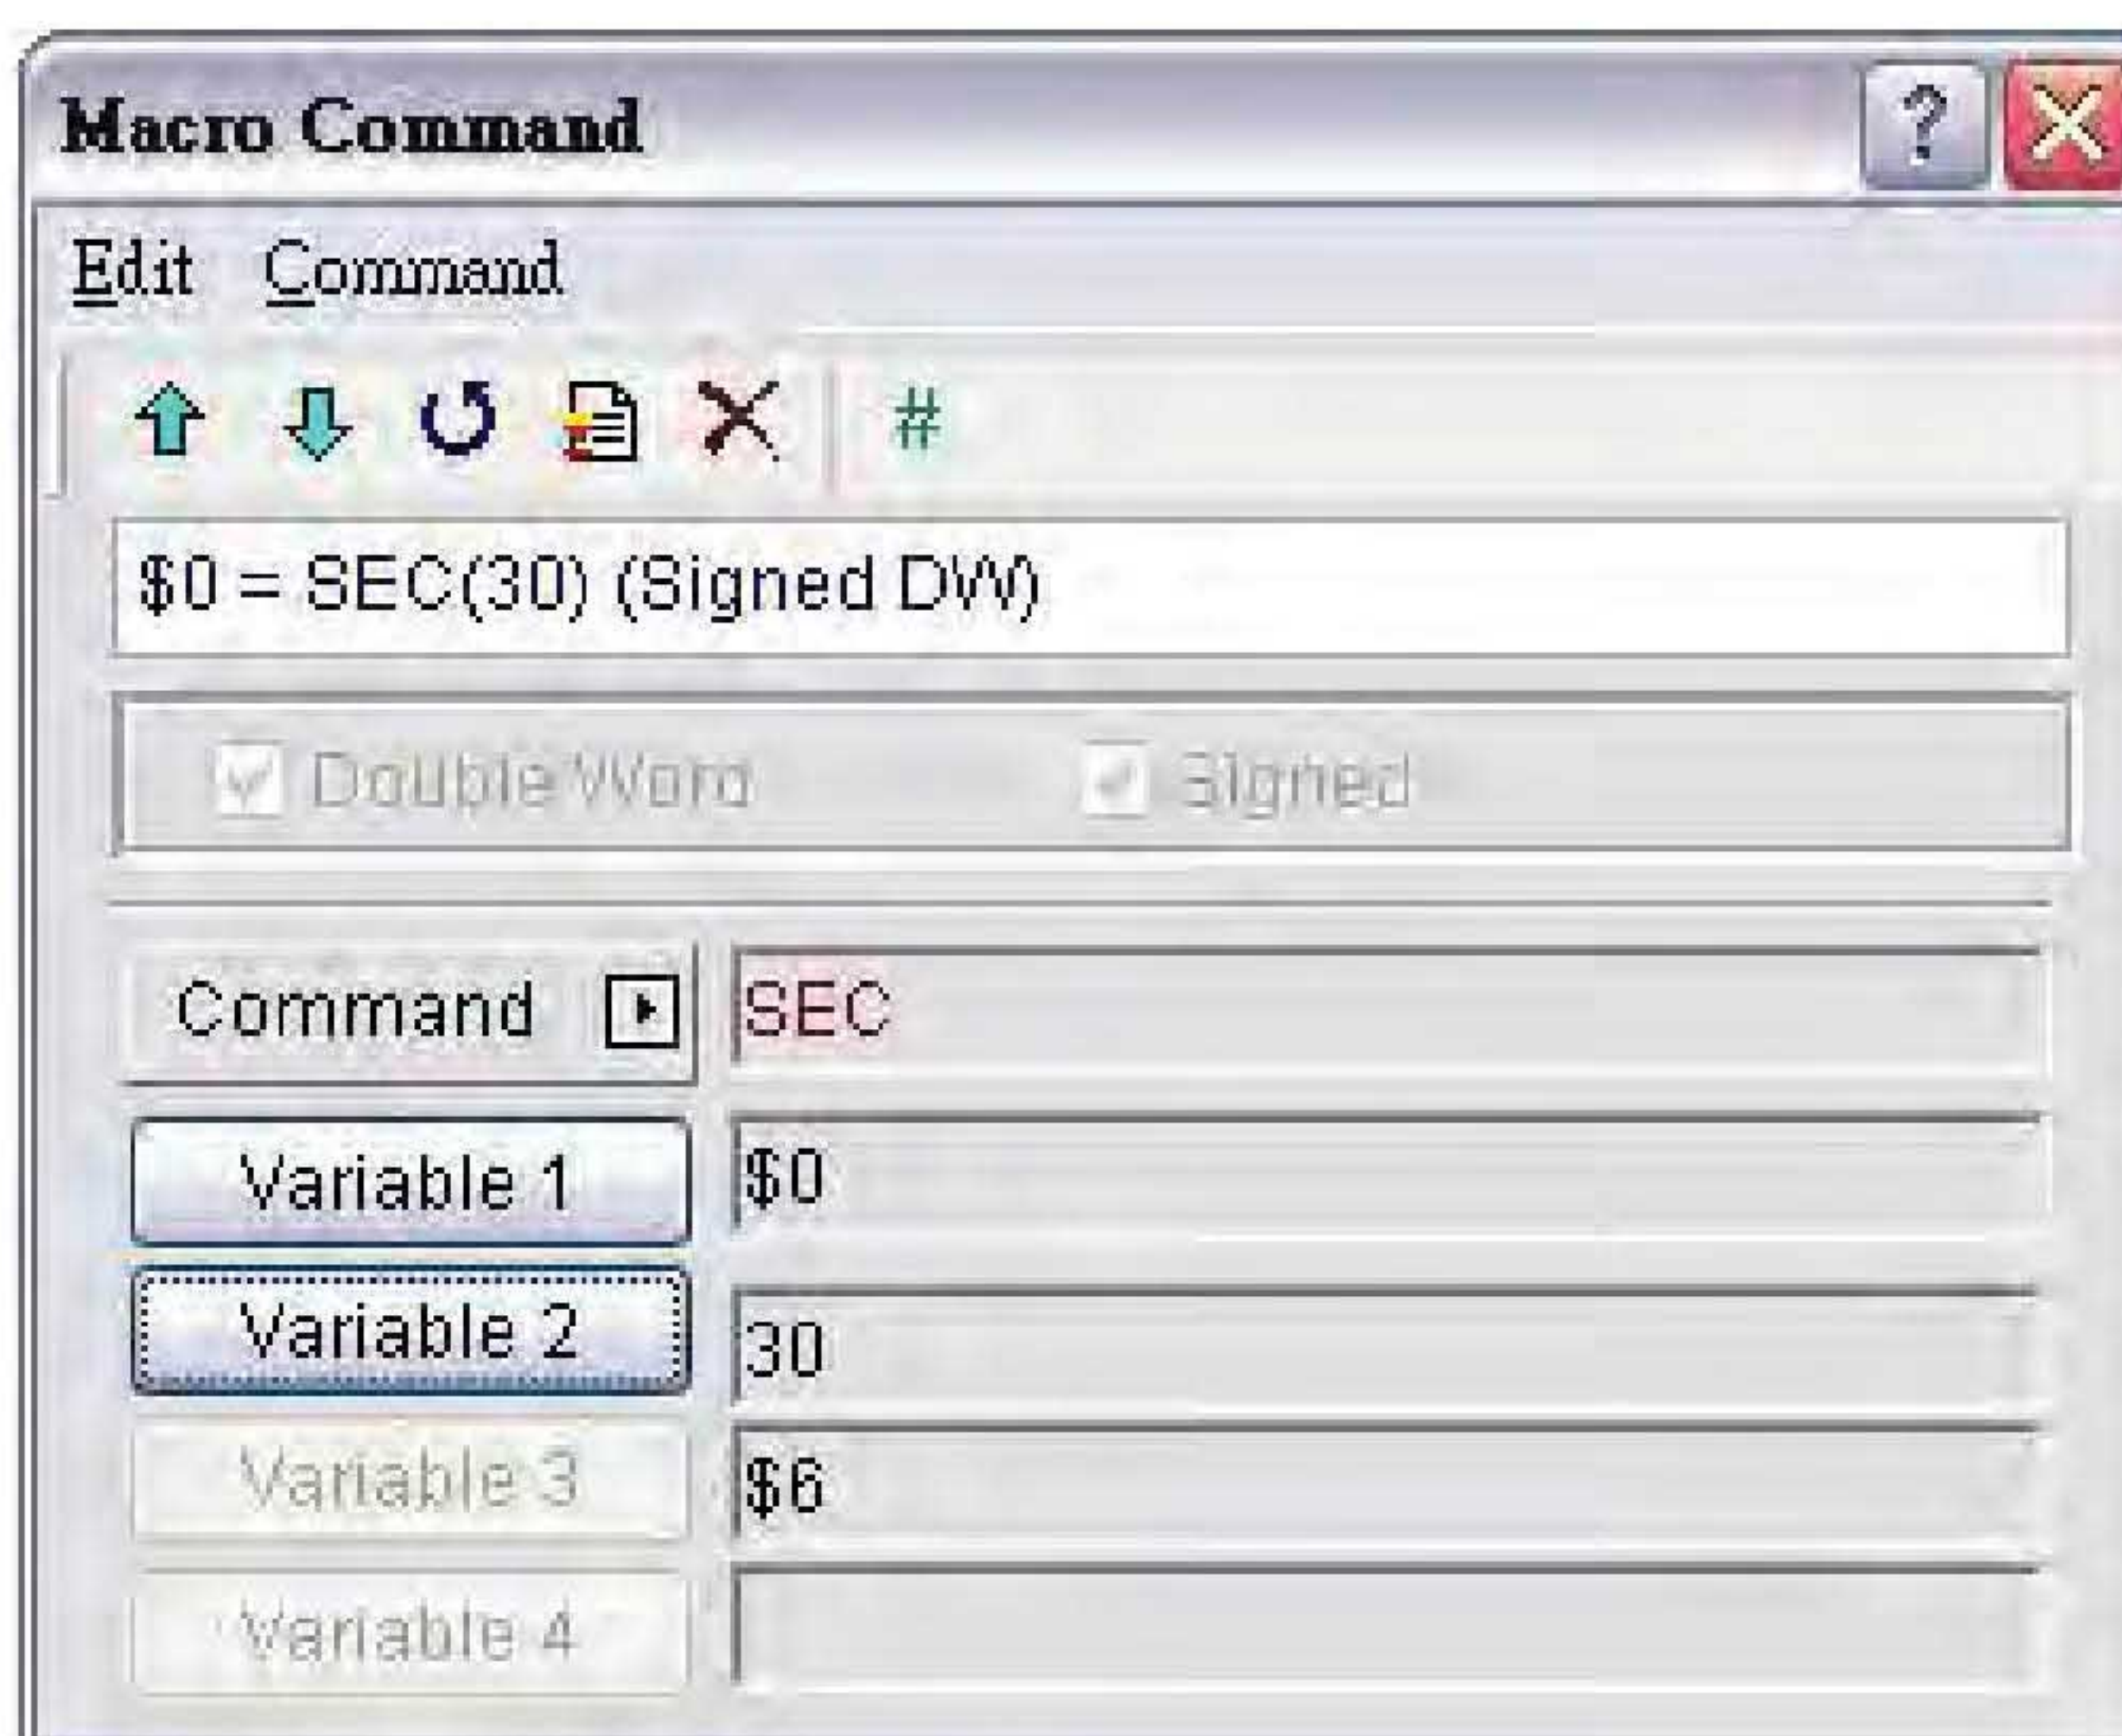 Macro Command ?
Edit Command
#
$0 = SEC(30) (Signed DW)
Double Word Signed
Command SEC
Variable 1 $0
Variable 2 30
Variable 3 $6
Variable 4